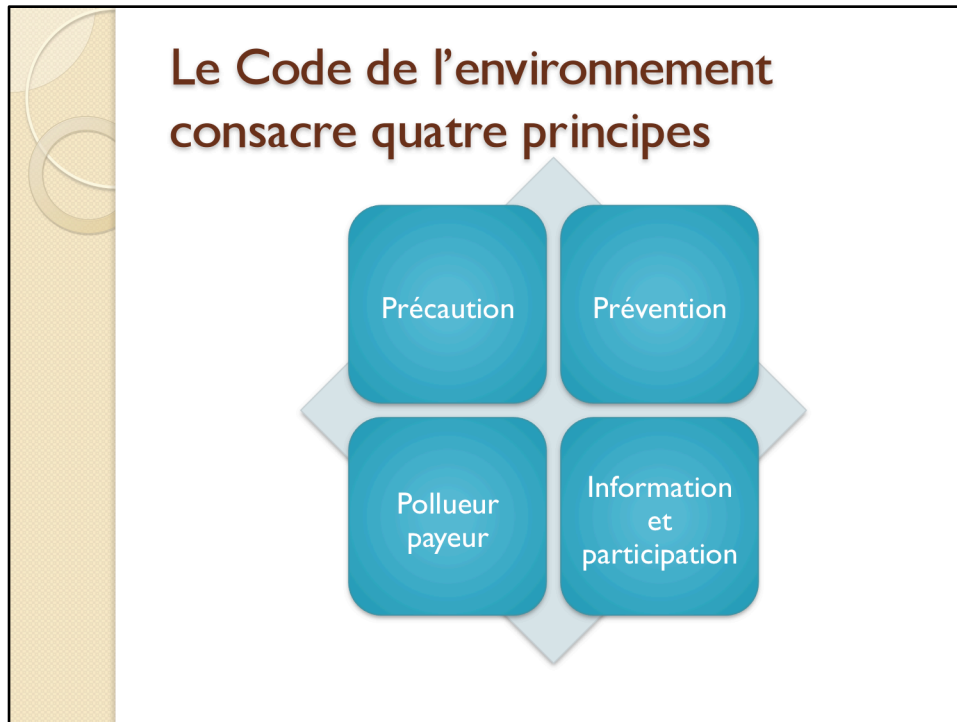 Le Code de l’environnement
consacre quatre principes
Précaution
Prévention
Pollueur
payeur
Information
et
participation